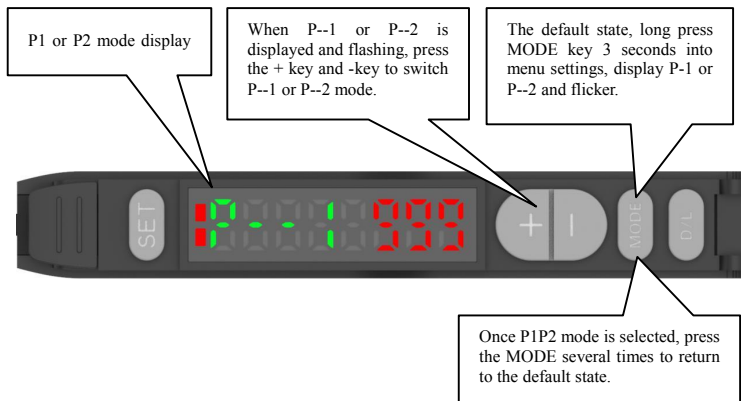 P1 or P2 mode display
When P--1 or P--2 is
displayed and flashing, press
the + key and -key to switch
P--1 or P--2 mode.
The default state, long press
MODE key 3 seconds into
menu settings, display P-1 or
P--2 and flicker.
SET
P--1 999
+ -
MODE
D/L
Once P1P2 mode is selected, press
the MODE several times to return
to the default state.